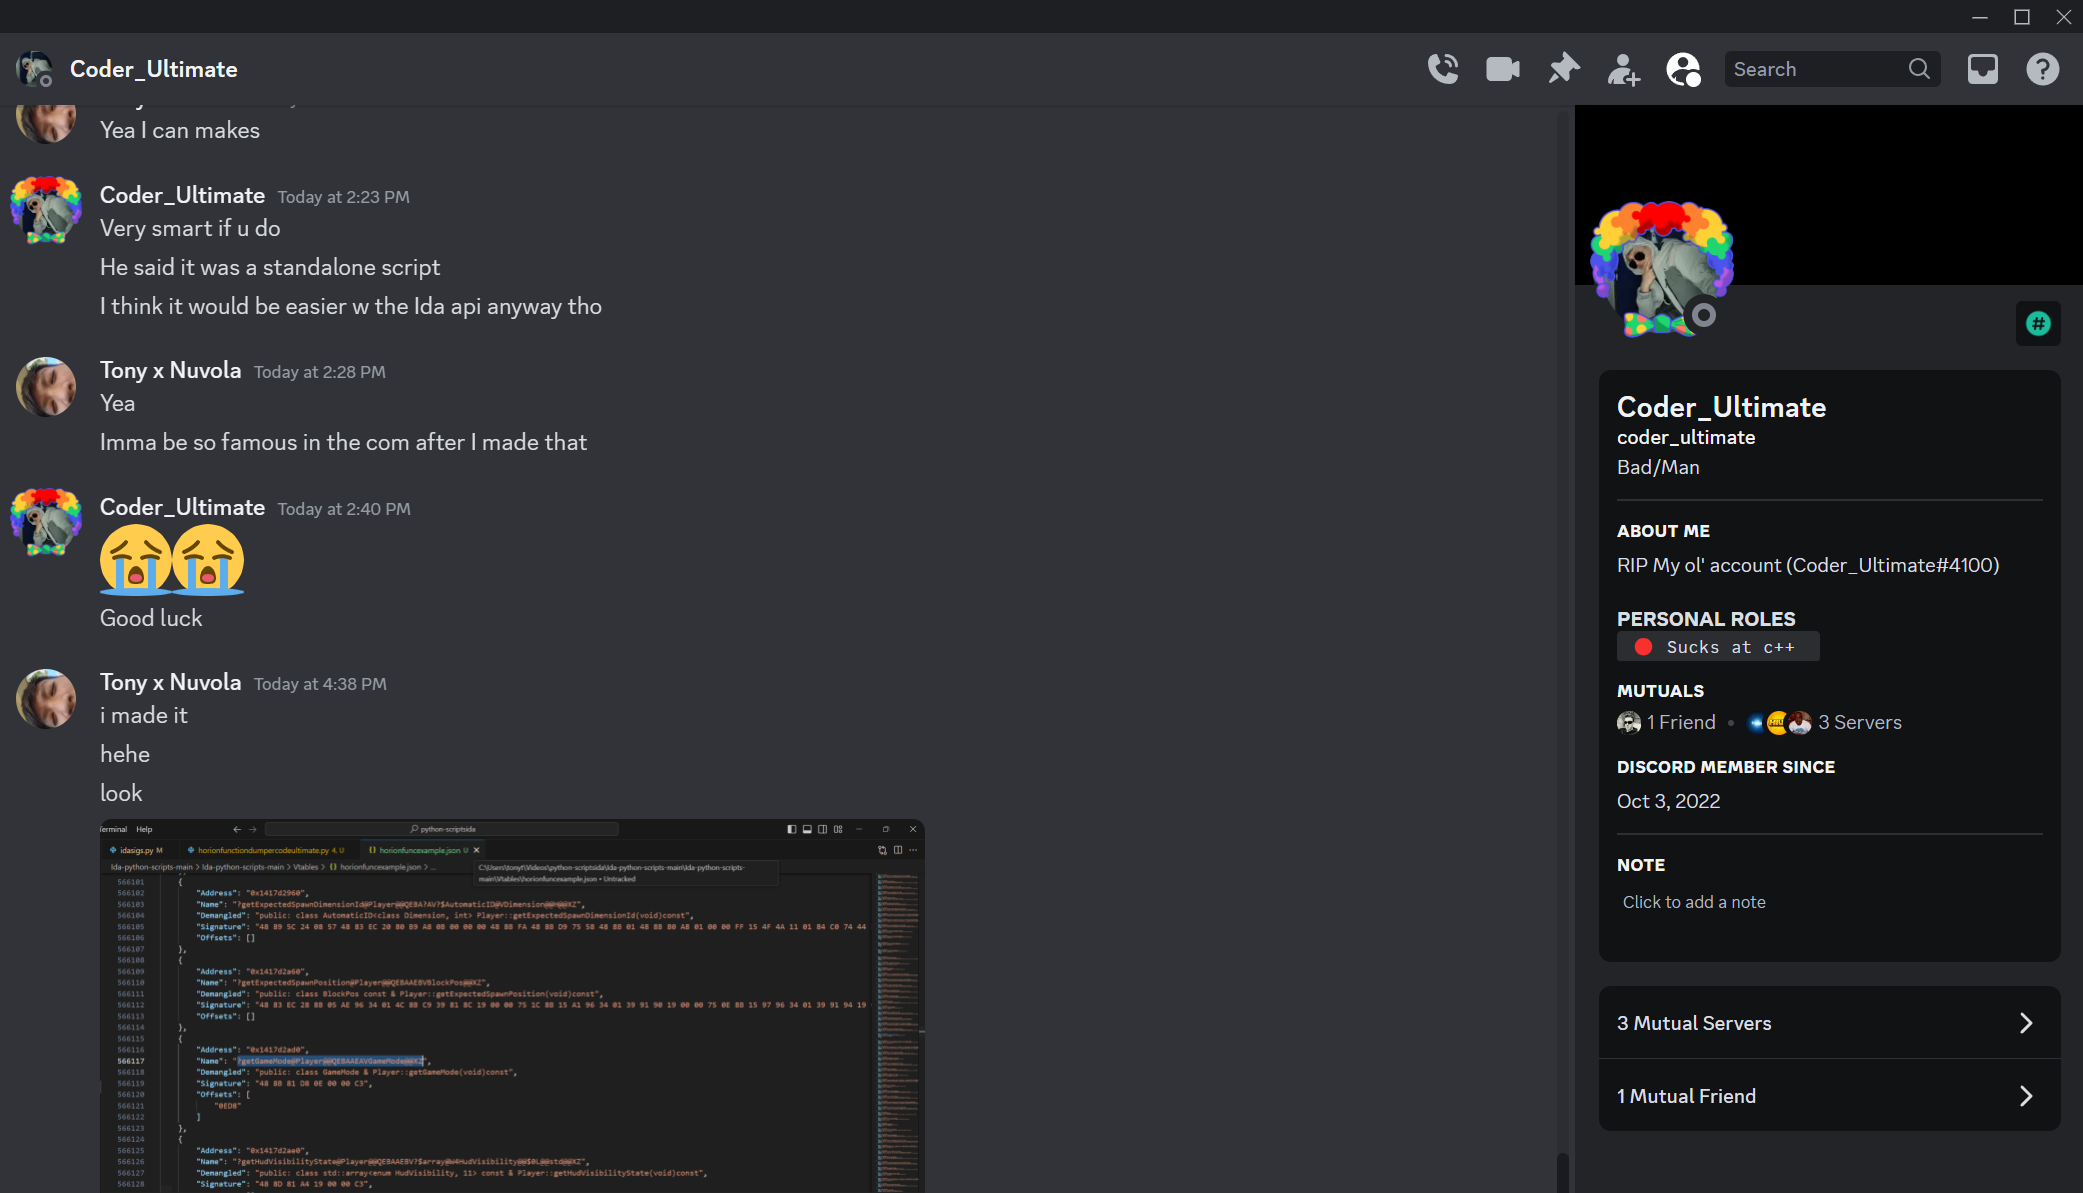 Coder_Ultimate
Search
Yea I can makes
Coder_Ultimate Today at 2:23 PM
Very smart if u do
He said it was a standalone script
I think it would be easier w the Ida api anyway tho
Tony x Nuvola Today at 2:28 PM
Yea
Imma be so famous in the com after I made that
Coder_Ultimate Today at 2:40 PM
Good luck
Tony x Nuvola Today at 4:38 PM
i made it
hehe
look
Terminal Help
python-scriptsida
idasigs.py M horionfunctiondumpercodeultimate.py 4, U {} horionfuncexample.json U
Ida-python-scripts-main > Ida-python-scripts-main > Vtables > {} horionfuncexample.json > ...
C:\Users\tonyt\Videos\python-scriptsida\Ida-python-scripts-main\Ida-python-scripts-
main\Vtables\horionfuncexample.json • Untracked
566101 {
566102 "Address": "0x1417d2960",
566103 "Name": "?getExpectedSpawnDimensionId@Player@@QEBA?AV?$AutomaticID@VDimension@@H@@XZ",
566104 "Demangled": "public: class AutomaticID<class Dimension, int> Player::getExpectedSpawnDimensionId(void)const",
566105 "Signature": "48 89 5C 24 08 57 48 83 EC 20 80 B9 A8 08 00 00 00 48 8B FA 48 8B D9 75 58 48 8B 01 48 8B 80 A8 01 00 00 FF 15 4F 4A 11 01 84 C0 74 44
566106 "Offsets": []
566107 },
566108 {
566109 "Address": "0x1417d2a60",
566110 "Name": "?getExpectedSpawnPosition@Player@@QEBAAEBVBlockPos@@XZ",
566111 "Demangled": "public: class BlockPos const & Player::getExpectedSpawnPosition(void)const",
566112 "Signature": "48 83 EC 28 8B 05 AE 96 34 01 4C 8B C9 39 81 8C 19 00 00 75 1C 8B 15 A1 96 34 01 39 91 90 19 00 00 75 0E 8B 15 97 96 34 01 39 91 94 19
566113 "Offsets": []
566114 },
566115 {
566116 "Address": "0x1417d2ad0",
566117 "Name": "?getGameMode@Player@@QEBAAEAVGameMode@@XZ",
566118 "Demangled": "public: class GameMode & Player::getGameMode(void)const",
566119 "Signature": "48 8B 81 D8 0E 00 00 C3",
566120 "Offsets": [
566121 "0ED8"
566122 ]
566123 },
566124 {
566125 "Address": "0x1417d2ae0",
566126 "Name": "?getHudVisibilityState@Player@@QEBAAEBV?$array@W4HudVisibility@@$0L@@std@@XZ",
566127 "Demangled": "public: class std::array<enum HudVisibility, 11> const & Player::getHudVisibilityState(void)const",
566128 "Signature": "48 8D 81 A4 19 00 00 C3",
#
Coder_Ultimate
coder_ultimate
Bad/Man
ABOUT ME
RIP My ol' account (Coder_Ultimate#4100)
PERSONAL ROLES
Sucks at c++
MUTUALS
1 Friend • 3 Servers
DISCORD MEMBER SINCE
Oct 3, 2022
NOTE
Click to add a note
3 Mutual Servers
1 Mutual Friend